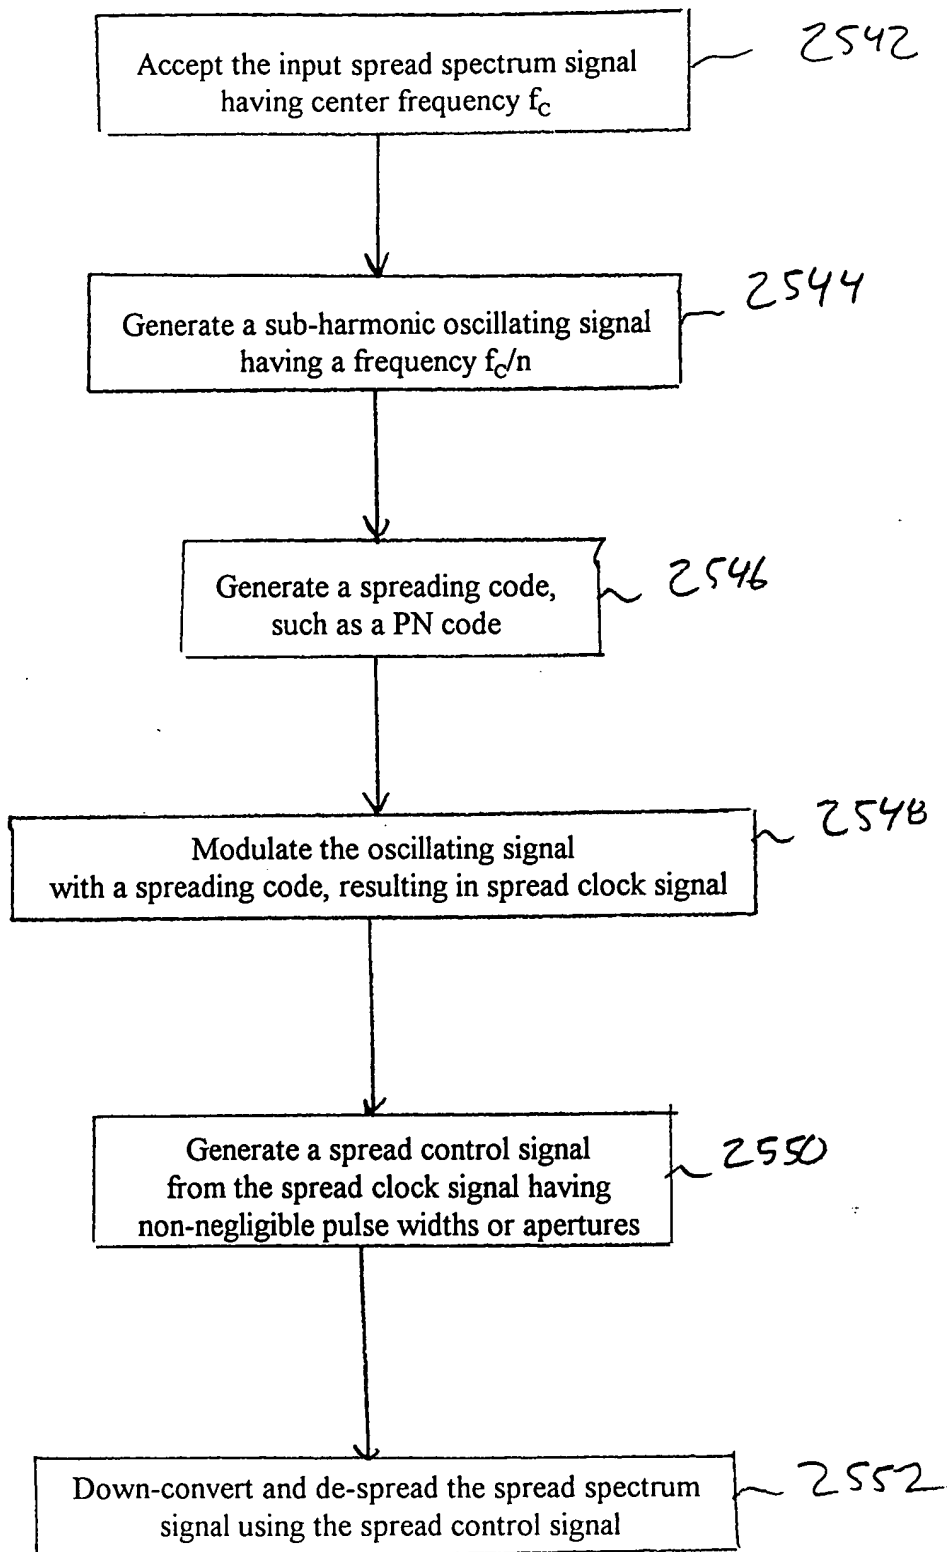 Accept the input spread spectrum signal
having center frequency fC
2542
Generate a sub-harmonic oscillating signal
having a frequency fC/n
2544
Generate a spreading code,
such as a PN code
2546
Modulate the oscillating signal
with a spreading code, resulting in spread clock signal
2548
Generate a spread control signal
from the spread clock signal having
non-negligible pulse widths or apertures
2550
Down-convert and de-spread the spread spectrum
signal using the spread control signal
2552